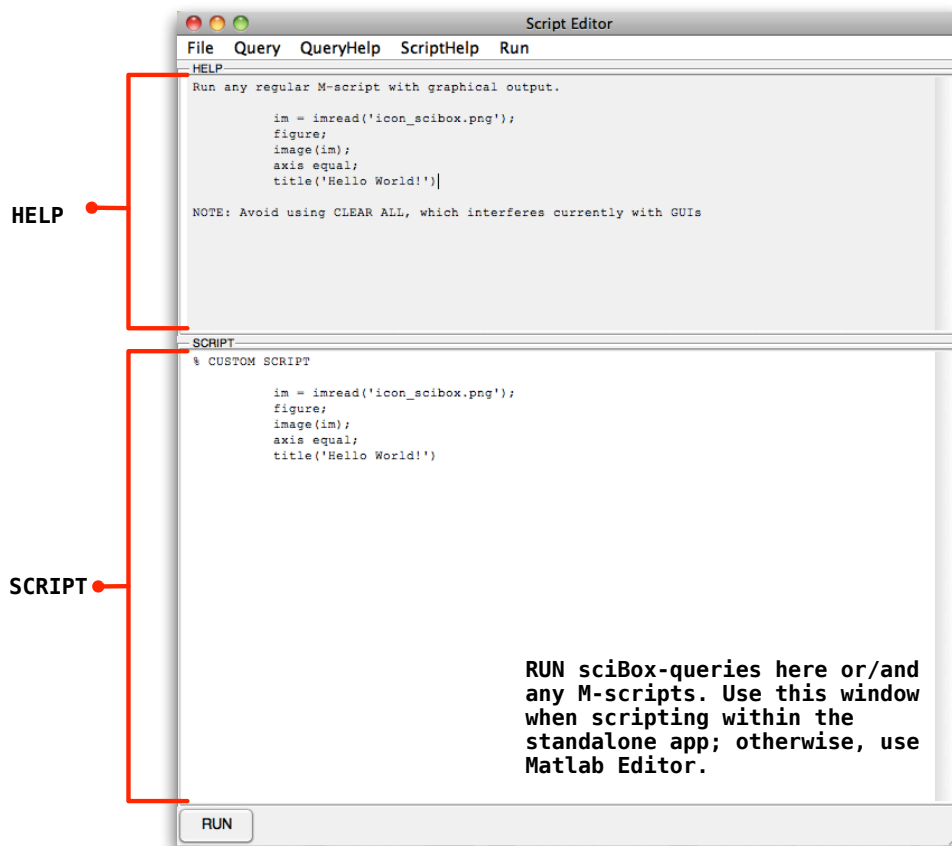 Script Editor
File Query QueryHelp ScriptHelp Run
HELP
Run any regular M-script with graphical output.
im = imread('icon_scibox.png');
figure;
image(im);
axis equal;
title('Hello World!')
NOTE: Avoid using CLEAR ALL, which interferes currently with GUIs
HELP
SCRIPT
% CUSTOM SCRIPT
im = imread('icon_scibox.png');
figure;
image(im);
axis equal;
title('Hello World!')
SCRIPT
RUN sciBox-queries here or/and
any M-scripts. Use this window
when scripting within the
standalone app; otherwise, use
Matlab Editor.
RUN